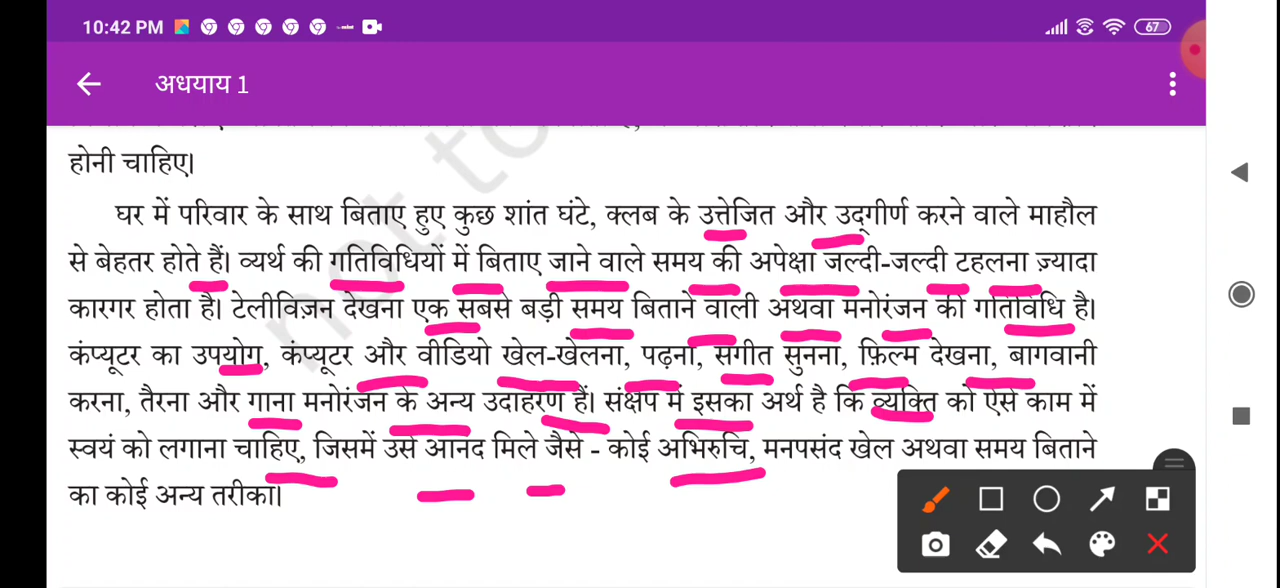 10:42 PM
67
अधयाय 1
होनी चाहिए।
घर में परिवार के साथ बिताए हुए कुछ शांत घंटे, क्लब के उत्तेजित और उद्गीर्ण करने वाले माहौल
से बेहतर होते हैं। व्यर्थ की गतिविधियों में बिताए जाने वाले समय की अपेक्षा जल्दी-जल्दी टहलना ज़्यादा
कारगर होता है। टेलीविज़न देखना एक सबसे बड़ी समय बिताने वाली अथवा मनोरंजन की गतिविधि है।
कंप्यूटर का उपयोग, कंप्यूटर और वीडियो खेल-खेलना, पढ़ना, संगीत सुनना, फ़िल्म देखना, बागवानी
करना, तैरना और गाना मनोरंजन के अन्य उदाहरण हैं। संक्षेप में इसका अर्थ है कि व्यक्ति को ऐसे काम में
स्वयं को लगाना चाहिए, जिसमें उसे आनंद मिले जैसे - कोई अभिरुचि, मनपसंद खेल अथवा समय बिताने
का कोई अन्य तरीका।
not to